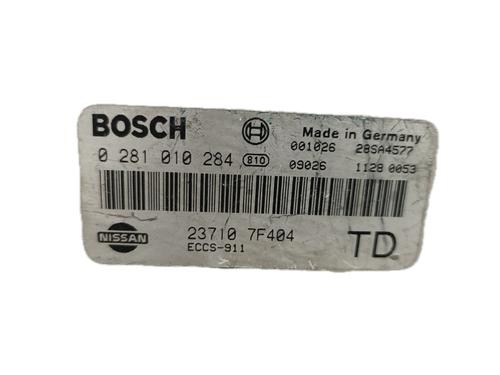 BOSCH
Made in Germany
001026 28SA4577
0 281 010 284 810
09026 1128 0053
NISSAN
23710 7F404
ECCS-911
TD